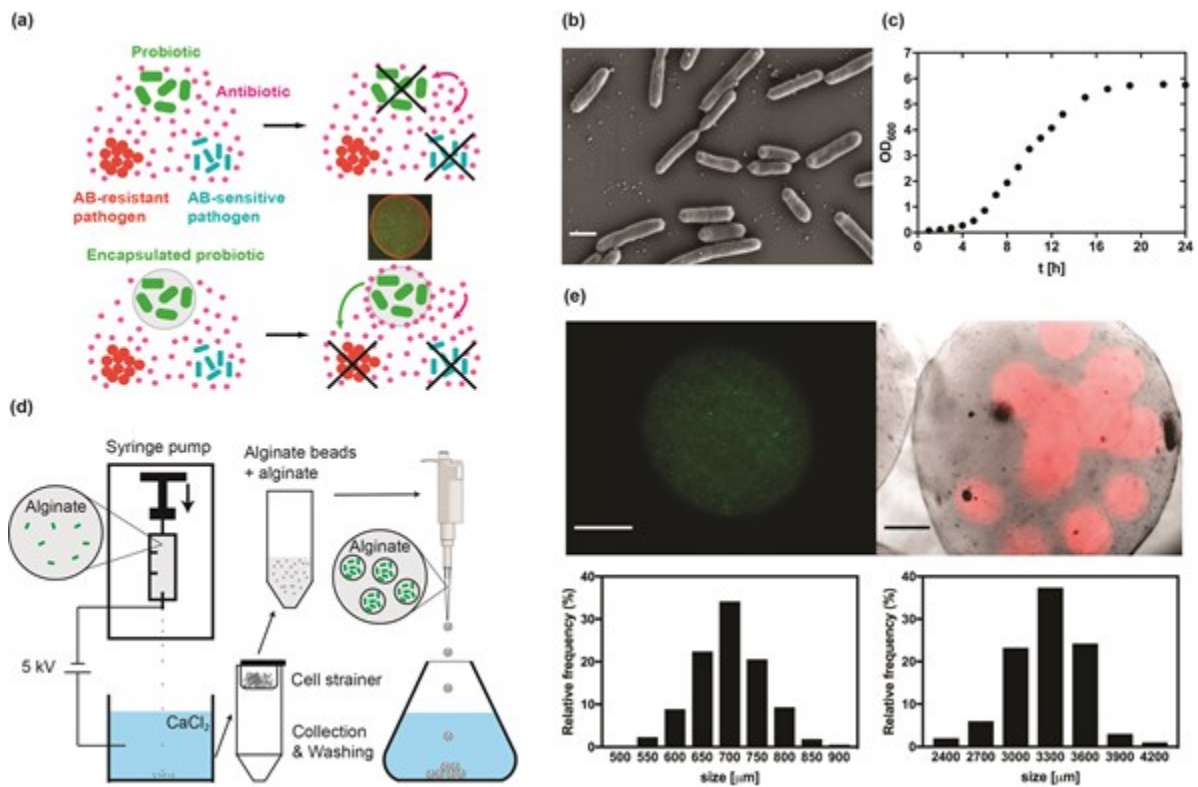 (a)
Probiotic
Antibiotic
AB-resistant
pathogen
AB-sensitive
pathogen
Encapsulated probiotic
(b)
(c)
7
6
5
4
3
2
1
0
OD600
0 4 8 12 16 20 24
t [h]
(d)
Syringe pump
Alginate
5 kV
CaCl2
Alginate beads
+ alginate
Alginate
Cell strainer
Collection
& Washing
(e)
Relative frequency (%)
40
30
20
10
0
500 550 600 650 700 750 800 850 900
size [μm]
Relative frequency (%)
40
30
20
10
0
2400 2700 3000 3300 3600 3900 4200
size [μm]